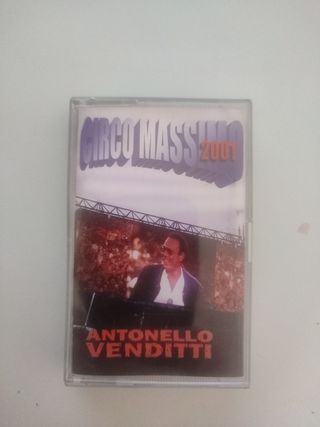 CIRCO MASSIMO
2001
ANTONELLO
VENDITTI